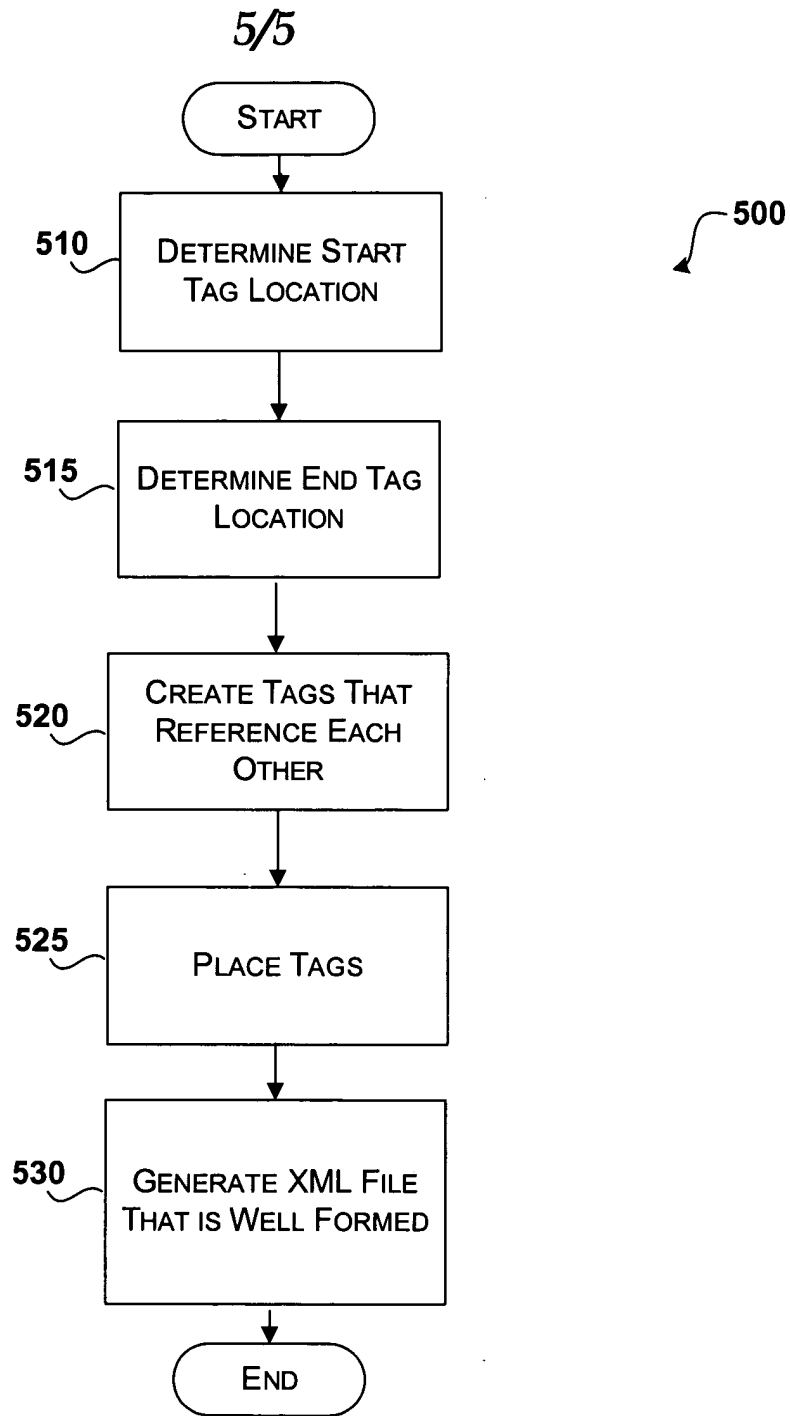 5/5
START
500
510
DETERMINE START
TAG LOCATION
515
DETERMINE END TAG
LOCATION
520
CREATE TAGS THAT
REFERENCE EACH
OTHER
525
PLACE TAGS
530
GENERATE XML FILE
THAT IS WELL FORMED
END